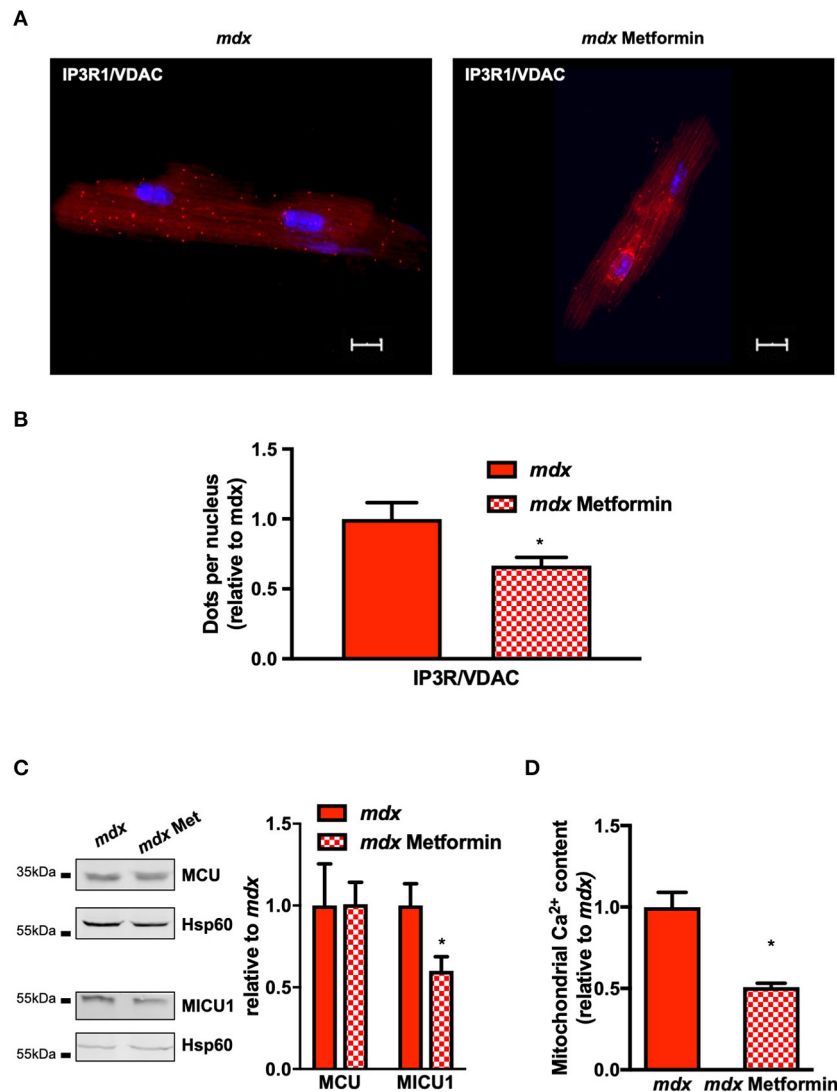 A
mdx
mdx Metformin
IP3R1/VDAC
IP3R1/VDAC
B
Dots per nucleus
(relative to mdx)
1.5
1.0
0.5
0.0
mdx
mdx Metformin
*
IP3R/VDAC
C
mdx
mdx Met
35kDa
MCU
55kDa
Hsp60
55kDa
MICU1
55kDa
Hsp60
relative to mdx
1.5
1.0
0.5
0.0
mdx
mdx Metformin
*
MCU
MICU1
D
Mitochondrial Ca²⁺ content
(relative to mdx)
1.5
1.0
0.5
0.0
*
mdx
mdx Metformin